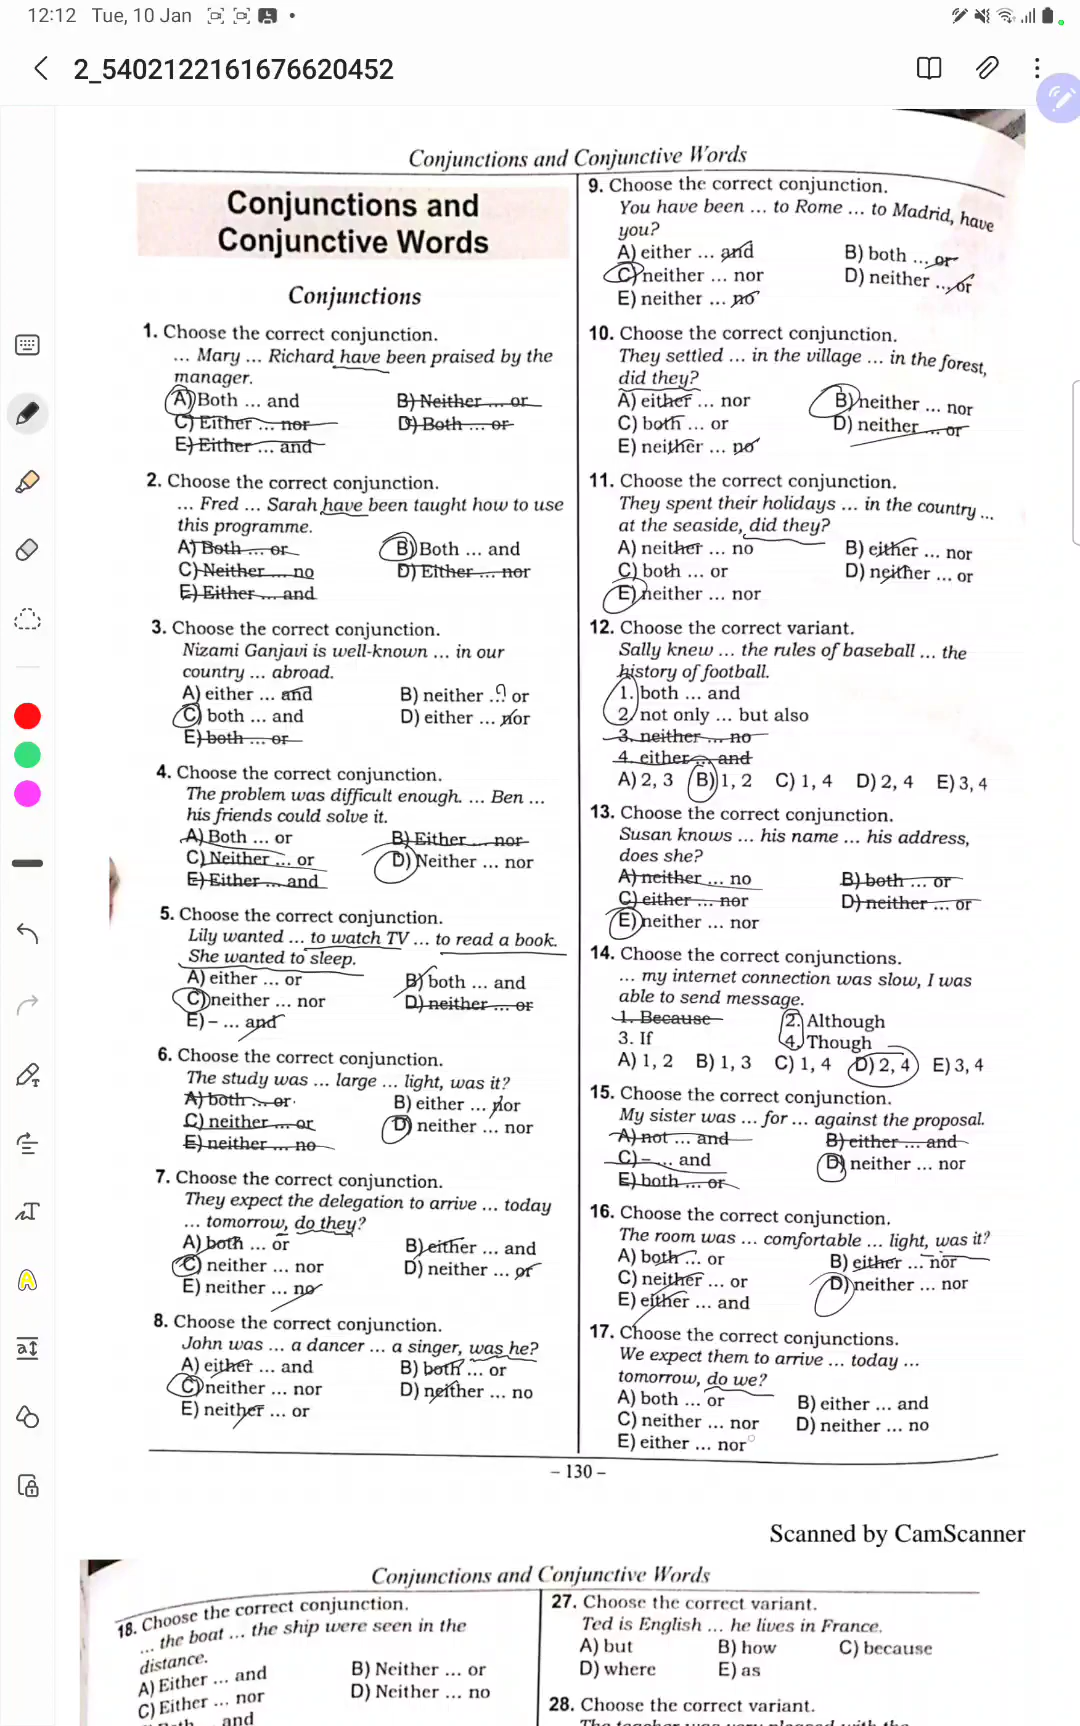 12:12 Tue, 10 Jan
2_5402122161676620452
Conjunctions and Conjunctive Words
Conjunctions and
Conjunctive Words
Conjunctions
1. Choose the correct conjunction.
... Mary ... Richard have been praised by the
manager.
A) Both ... and B) Neither ... or
C) Either ... nor D) Both ... or
E) Either ... and
2. Choose the correct conjunction.
... Fred ... Sarah have been taught how to use
this programme.
A) Both ... or B) Both ... and
C) Neither ... no D) Either ... nor
E) Either ... and
3. Choose the correct conjunction.
Nizami Ganjavi is well-known ... in our
country ... abroad.
A) either ... and B) neither ... or
C) both ... and D) either ... nor
E) both ... or
4. Choose the correct conjunction.
The problem was difficult enough. ... Ben ...
his friends could solve it.
A) Both ... or B) Either ... nor
C) Neither ... or D) Neither ... nor
E) Either ... and
5. Choose the correct conjunction.
Lily wanted ... to watch TV ... to read a book.
She wanted to sleep.
A) either ... or B) both ... and
C) neither ... nor D) neither ... or
E) – ... and
6. Choose the correct conjunction.
The study was ... large ... light, was it?
A) both ... or B) either ... nor
C) neither ... or D) neither ... nor
E) neither ... no
7. Choose the correct conjunction.
They expect the delegation to arrive ... today
... tomorrow, do they?
A) both ... or B) either ... and
C) neither ... nor D) neither ... or
E) neither ... no
8. Choose the correct conjunction.
John was ... a dancer ... a singer, was he?
A) either ... and B) both ... or
C) neither ... nor D) neither ... no
E) neither ... or
9. Choose the correct conjunction.
You have been ... to Rome ... to Madrid, have
you?
A) either ... and B) both ... or
C) neither ... nor D) neither ... or
E) neither ... no
10. Choose the correct conjunction.
They settled ... in the village ... in the forest,
did they?
A) either ... nor B) neither ... nor
C) both ... or D) neither ... or
E) neither ... no
11. Choose the correct conjunction.
They spent their holidays ... in the country ...
at the seaside, did they?
A) neither ... no B) either ... nor
C) both ... or D) neither ... or
E) neither ... nor
12. Choose the correct variant.
Sally knew ... the rules of baseball ... the
history of football.
1. both ... and
2. not only ... but also
3. neither ... no
4. either ... and
A) 2, 3 B) 1, 2 C) 1, 4 D) 2, 4 E) 3, 4
13. Choose the correct conjunction.
Susan knows ... his name ... his address,
does she?
A) neither ... no B) both ... or
C) either ... nor D) neither ... or
E) neither ... nor
14. Choose the correct conjunctions.
... my internet connection was slow, I was
able to send message.
1. Because 2. Although
3. If 4. Though
A) 1, 2 B) 1, 3 C) 1, 4 D) 2, 4 E) 3, 4
15. Choose the correct conjunction.
My sister was ... for ... against the proposal.
A) not ... and B) either ... and
C) – ... and D) neither ... nor
E) both ... or
16. Choose the correct conjunction.
The room was ... comfortable ... light, was it?
A) both ... or B) either ... nor
C) neither ... or D) neither ... nor
E) either ... and
17. Choose the correct conjunctions.
We expect them to arrive ... today ...
tomorrow, do we?
A) both ... or B) either ... and
C) neither ... nor D) neither ... no
E) either ... nor
– 130 –
Scanned by CamScanner
Conjunctions and Conjunctive Words
18. Choose the correct conjunction.
... the boat ... the ship were seen in the
distance.
A) Either ... and B) Neither ... or
C) Either ... nor D) Neither ... no
and
27. Choose the correct variant.
Ted is English ... he lives in France.
A) but B) how C) because
D) where E) as
28. Choose the correct variant.